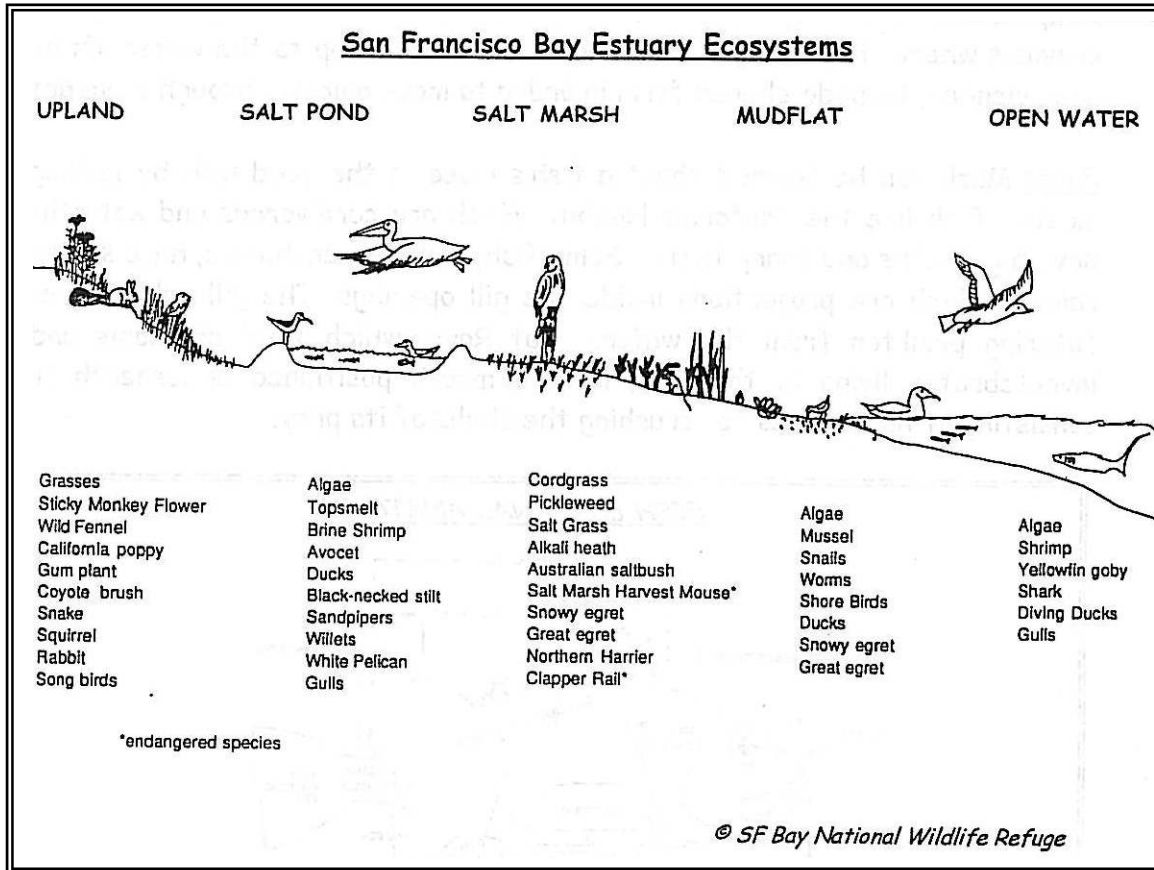 San Francisco Bay Estuary Ecosystems
UPLAND
SALT POND
SALT MARSH
MUDFLAT
OPEN WATER
Grasses
Sticky Monkey Flower
Wild Fennel
California poppy
Gum plant
Coyote brush
Snake
Squirrel
Rabbit
Song birds
Algae
Topsmelt
Brine Shrimp
Avocet
Ducks
Black-necked stilt
Sandpipers
Willets
White Pelican
Gulls
Cordgrass
Pickleweed
Salt Grass
Alkali heath
Australian saltbush
Salt Marsh Harvest Mouse*
Snowy egret
Great egret
Northern Harrier
Clapper Rail*
Algae
Mussel
Snails
Worms
Shore Birds
Ducks
Snowy egret
Great egret
Algae
Shrimp
Yellowfin goby
Shark
Diving Ducks
Gulls
*endangered species
© SF Bay National Wildlife Refuge